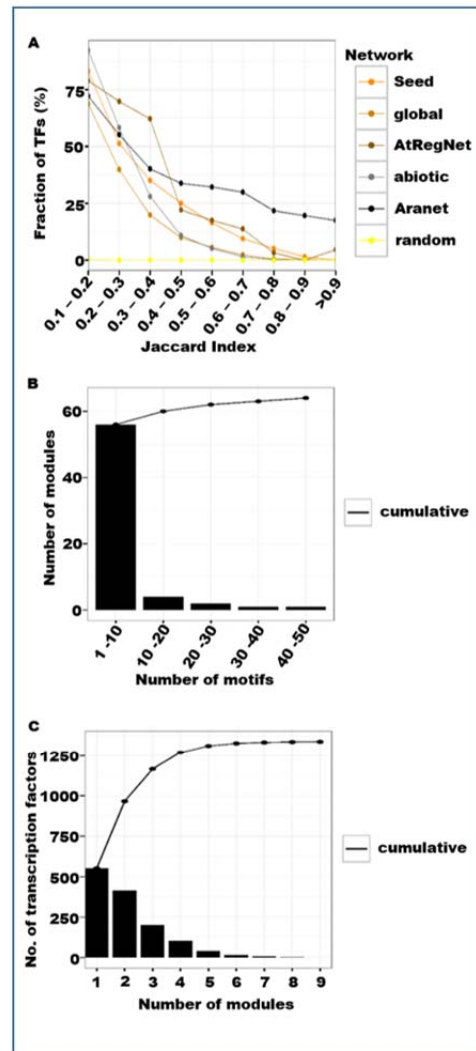 A
Fraction of TFs (%)
75
50
25
0
0.1 – 0.2
0.2 – 0.3
0.3 – 0.4
0.4 – 0.5
0.5 – 0.6
0.6 – 0.7
0.7 – 0.8
0.8 – 0.9
>0.9
Jaccard Index
Network
Seed
global
AtRegNet
abiotic
Aranet
random
B
Number of modules
60
40
20
0
1 -10
10 -20
20 -30
30 -40
40 -50
Number of motifs
cumulative
C
No. of transcription factors
1250
1000
750
500
250
0
1 2 3 4 5 6 7 8 9
Number of modules
cumulative